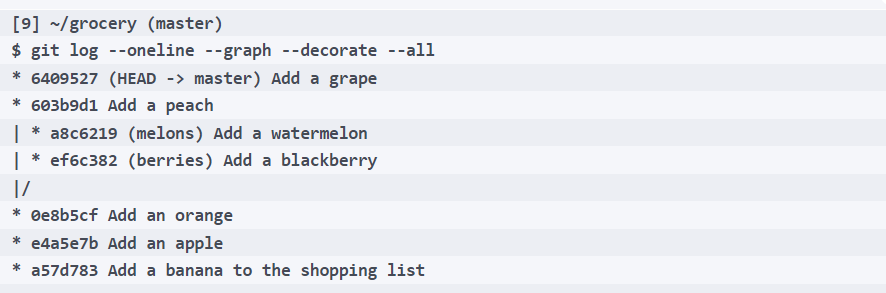 [9] ~/grocery (master)
$ git log --oneline --graph --decorate --all
* 6409527 (HEAD -> master) Add a grape
* 603b9d1 Add a peach
| * a8c6219 (melons) Add a watermelon
| * ef6c382 (berries) Add a blackberry
|/
* 0e8b5cf Add an orange
* e4a5e7b Add an apple
* a57d783 Add a banana to the shopping list